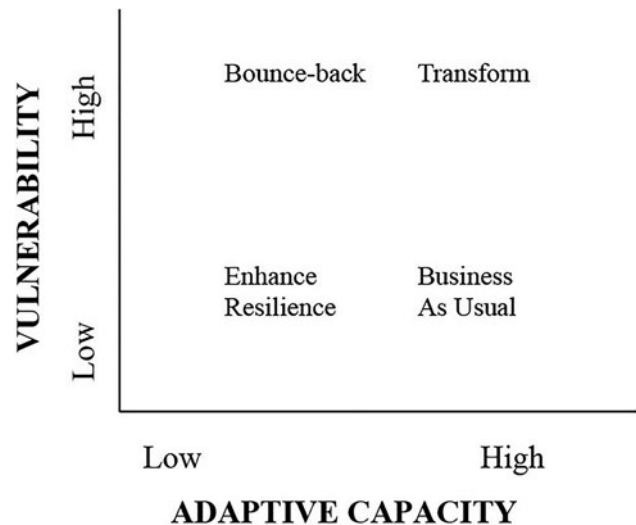 VULNERABILITY
High
Low
Bounce-back
Transform
Enhance
Resilience
Business
As Usual
Low
High
ADAPTIVE CAPACITY